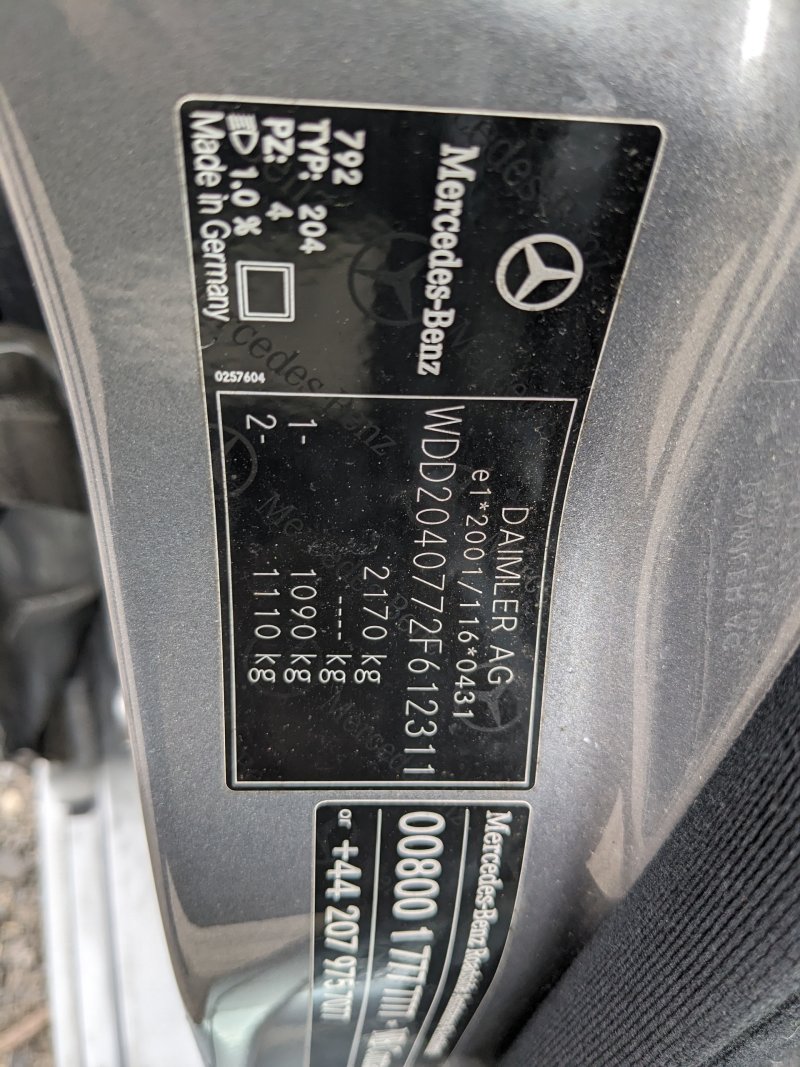 Mercedes-Benz
792
TYP: 204
PZ: 4
1.0 %
Made in Germany
0257604
DAIMLER AG
e1*2001/116*0431
WDD2040772F612311
2170 kg
---- kg
1- 1090 kg
2- 1110 kg
Mercedes-Benz
00800 1 777 7777
or +44 207 975 7077